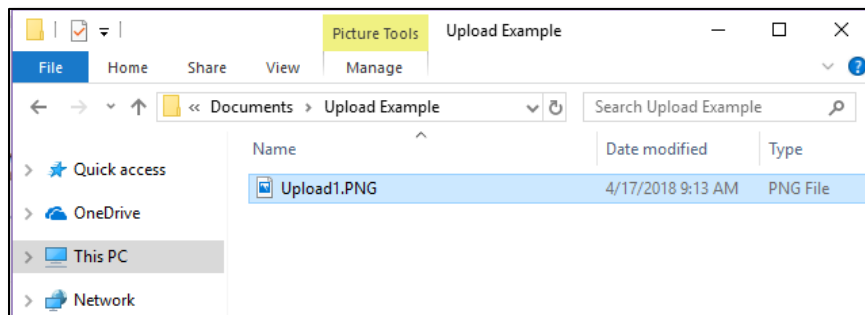 Picture Tools Upload Example
File Home Share View Manage
« Documents > Upload Example Search Upload Example
Name Date modified Type
Quick access
Upload1.PNG 4/17/2018 9:13 AM PNG File
OneDrive
This PC
Network